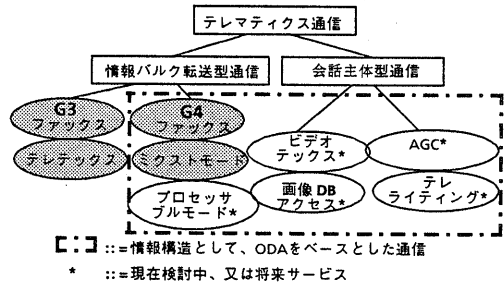 テレマティクス通信
情報バルク転送型通信
会話主体型通信
G3
ファックス
テレテックス
G4
ファックス
ミクストモード
プロセッサ
ブルモード*
ビデオ
テックス*
画像DB
アクセス*
AGC*
テレ
ライティング*
::=情報構造として、ODAをベースとした通信
* ::=現在検討中、又は将来サービス